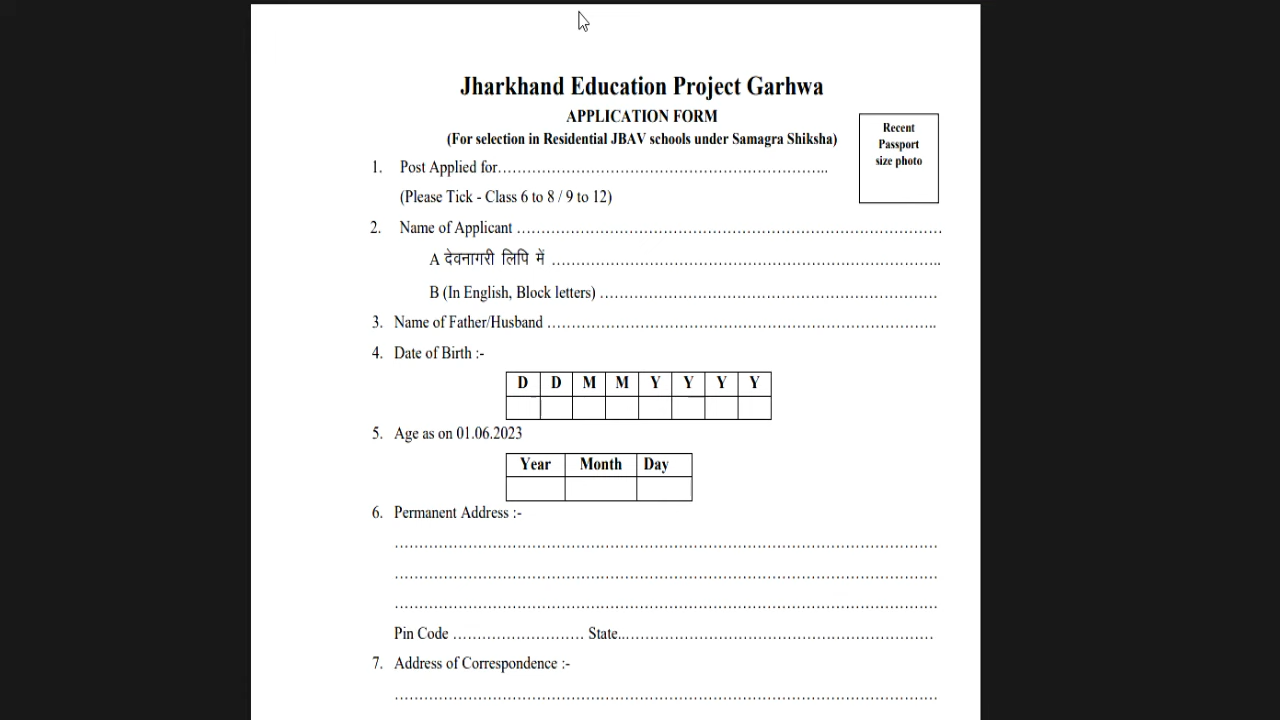 Jharkhand Education Project Garhwa
APPLICATION FORM
(For selection in Residential JBAV schools under Samagra Shiksha)
Recent
Passport
size photo
1. Post Applied for…………………………………………………………..
(Please Tick - Class 6 to 8 / 9 to 12)
2. Name of Applicant ……………………………………………………………………………
A देवनागरी लिपि में ……………………………………………………………………..
B (In English, Block letters) ……………………………………………………………
3. Name of Father/Husband ……………………………………………………………………..
4. Date of Birth :-
D D M M Y Y Y Y
5. Age as on 01.06.2023
Year Month Day
6. Permanent Address :-
…………………………………………………………………………………………………
…………………………………………………………………………………………………
…………………………………………………………………………………………………
Pin Code ……………………… State...………………………………………………………
7. Address of Correspondence :-
…………………………………………………………………………………………………